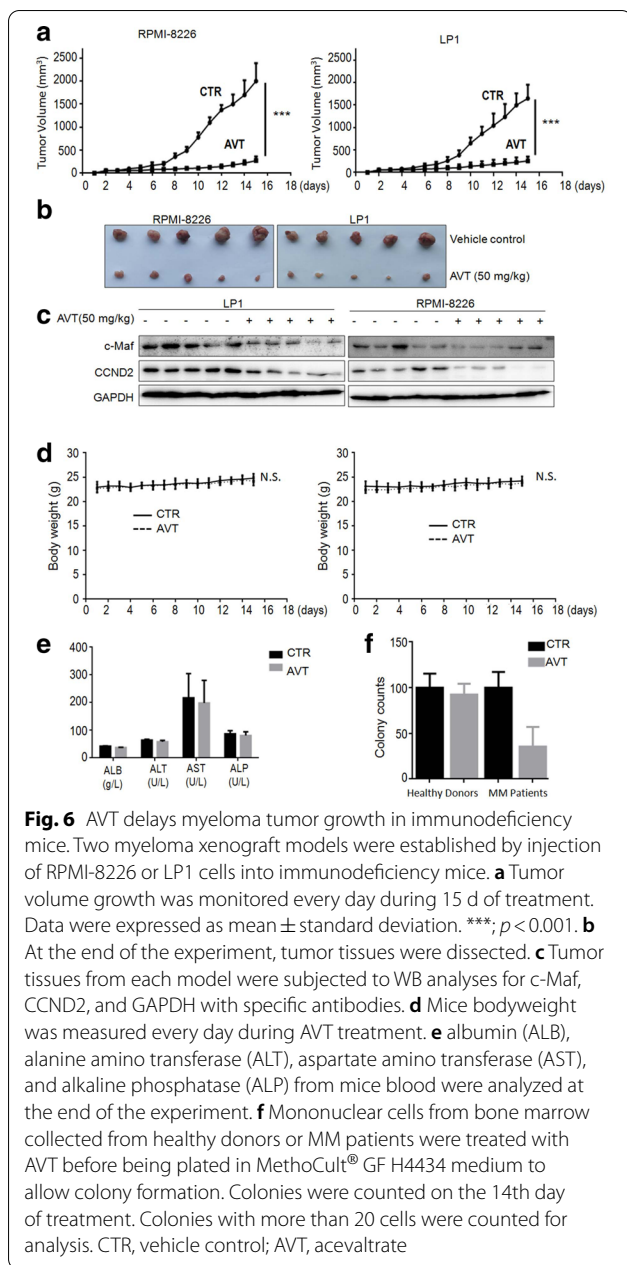 a
RPMI-8226
LP1
Tumor Volume (mm³)
2500
2000
1500
1000
500
0
CTR
AVT
***
0 2 4 6 8 10 12 14 16 18 (days)
Tumor Volume (mm³)
2500
2000
1500
1000
500
0
CTR
AVT
***
0 2 4 6 8 10 12 14 16 18 (days)
b
RPMI-8226
LP1
Vehicle control
AVT (50 mg/kg)
c
LP1
RPMI-8226
AVT(50 mg/kg) - - - - - + + + + + - - - - - + + + + +
c-Maf
CCND2
GAPDH
d
Body weight (g)
30
25
20
15
10
5
0
N.S.
CTR
AVT
0 2 4 6 8 10 12 14 16 18 (days)
Body weight (g)
30
25
20
15
10
5
0
N.S.
CTR
AVT
0 2 4 6 8 10 12 14 16 18 (days)
e
400
300
200
100
0
CTR
AVT
ALB ALT AST ALP
(g/L) (U/L) (U/L) (U/L)
f
Colony counts
150
100
50
0
CTR
AVT
Healthy Donors MM Patients
Fig. 6 AVT delays myeloma tumor growth in immunodeficiency
mice. Two myeloma xenograft models were established by injection
of RPMI-8226 or LP1 cells into immunodeficiency mice. a Tumor
volume growth was monitored every day during 15 d of treatment.
Data were expressed as mean ± standard deviation. ***; p < 0.001. b
At the end of the experiment, tumor tissues were dissected. c Tumor
tissues from each model were subjected to WB analyses for c-Maf,
CCND2, and GAPDH with specific antibodies. d Mice bodyweight
was measured every day during AVT treatment. e albumin (ALB),
alanine amino transferase (ALT), aspartate amino transferase (AST),
and alkaline phosphatase (ALP) from mice blood were analyzed at
the end of the experiment. f Mononuclear cells from bone marrow
collected from healthy donors or MM patients were treated with
AVT before being plated in MethoCult® GF H4434 medium to
allow colony formation. Colonies were counted on the 14th day
of treatment. Colonies with more than 20 cells were counted for
analysis. CTR, vehicle control; AVT, acevaltrate